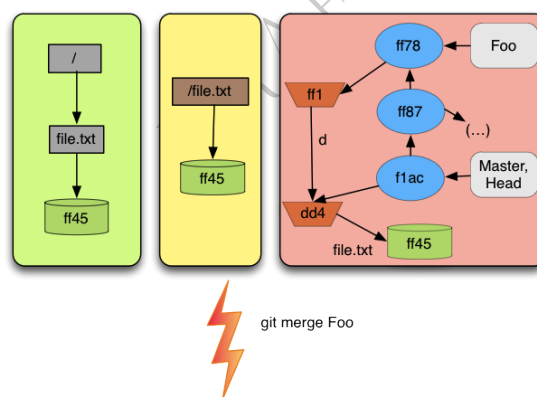 /
file.txt
ff45
/file.txt
ff45
ff78
Foo
ff1
ff87
d
(...)
f1ac
Master,
Head
dd4
file.txt
ff45
git merge Foo